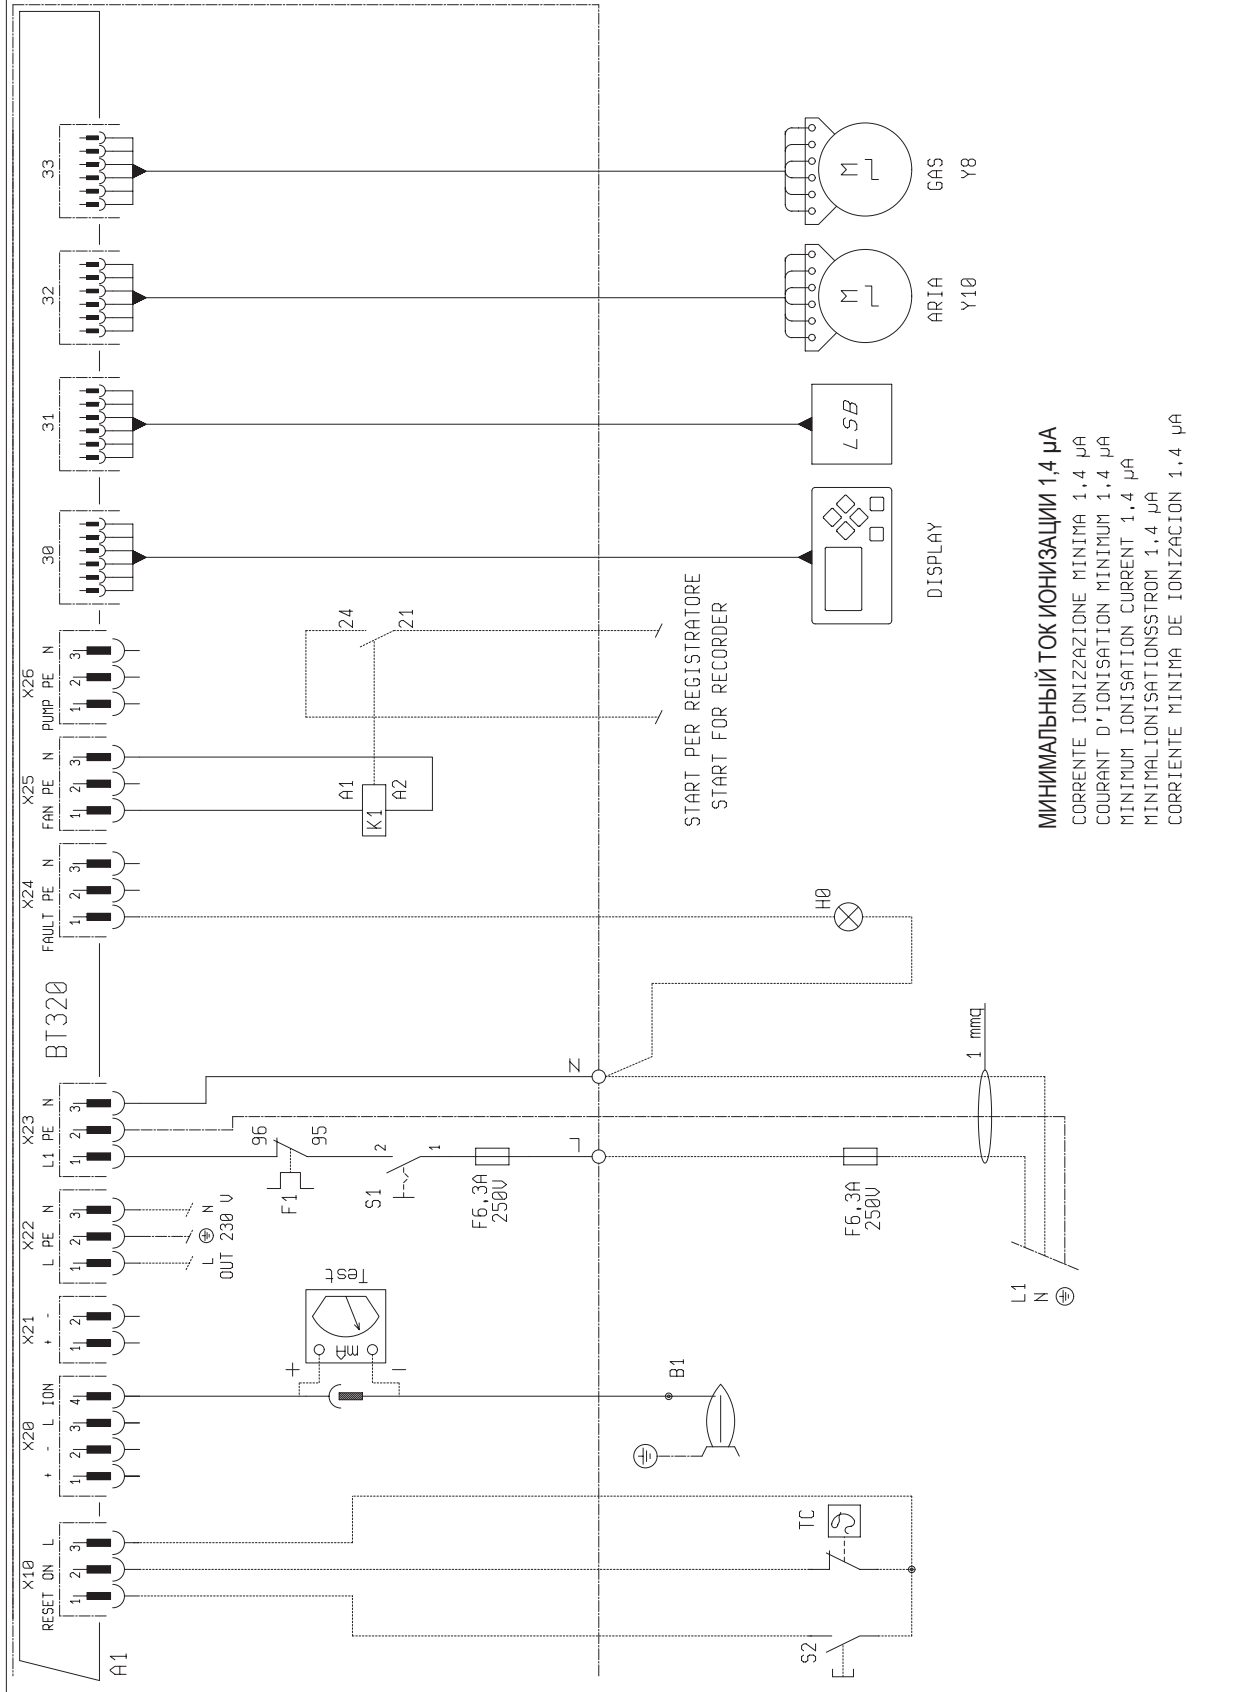 A1
BT320
X10
RESET ON L
1 2 3
X20
+ - L ION
1 2 3 4
X21
+ -
1 2
X22
L PE N
1 2 3
L N
OUT 230 V
X23
L1 PE N
1 2 3
X24
FAULT PE N
1 2 3
X25
FAN PE N
1 2 3
X26
PUMP PE N
1 2 3
30
31
32
33
+
-
mA
Test
F1
96
95
S1
2
1
F6,3A
250V
L
N
K1
A1
A2
24
21
START PER REGISTRATORE
START FOR RECORDER
S2
TC
B1
L1
N
F6,3A
250V
1 mmq
H0
DISPLAY
LSB
M
ARIA
Y10
M
GAS
Y8
МИНИМАЛЬНЫЙ ТОК ИОНИЗАЦИИ 1,4 µA
CORRENTE IONIZZAZIONE MINIMA 1,4 µA
COURANT D'IONISATION MINIMUM 1,4 µA
MINIMUM IONISATION CURRENT 1,4 µA
MINIMALIONISATIONSSTROM 1,4 µA
CORRIENTE MINIMA DE IONIZACION 1,4 µA